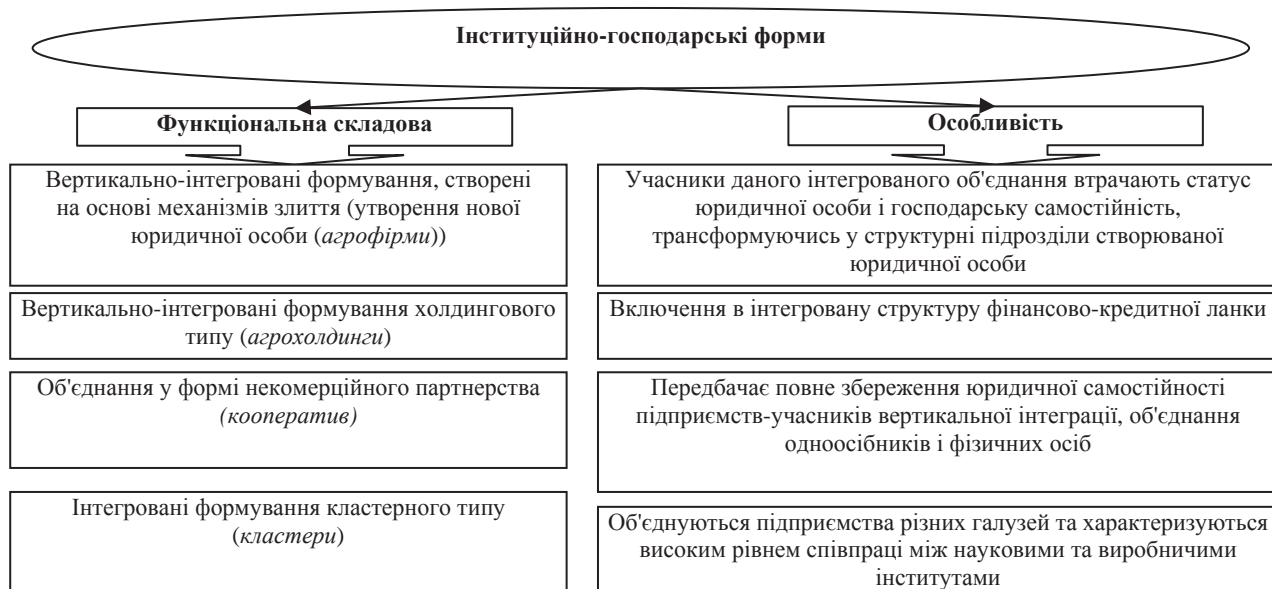 Інституційно-господарські форми
Функціональна складова
Особливість
Вертикально-інтегровані формування, створені
на основі механізмів злиття (утворення нової
юридичної особи (агрофірми))
Учасники даного інтегрованого об'єднання втрачають статус
юридичної особи і господарську самостійність,
трансформуючись у структурні підрозділи створюваної
юридичної особи
Вертикально-інтегровані формування холдингового
типу (агрохолдинги)
Включення в інтегровану структуру фінансово-кредитної ланки
Об'єднання у формі некомерційного партнерства
(кооператив)
Передбачає повне збереження юридичної самостійності
підприємств-учасників вертикальної інтеграції, об'єднання
одноосібників і фізичних осіб
Інтегровані формування кластерного типу
(кластери)
Об'єднуються підприємства різних галузей та характеризуються
високим рівнем співпраці між науковими та виробничими
інститутами